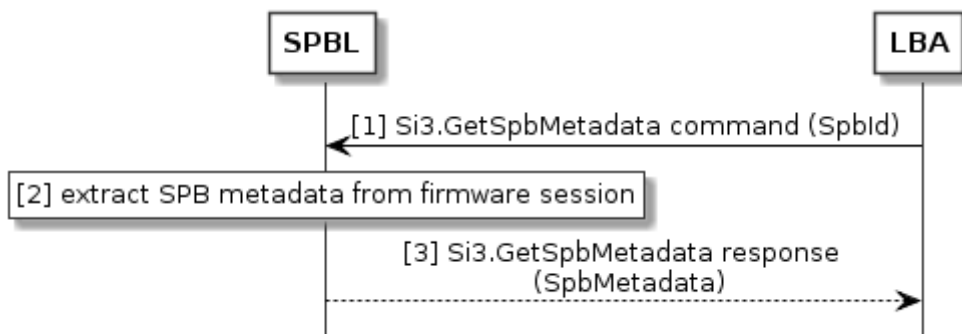 SPBL LBA
[1] Si3.GetSpbMetadata command (SpbId)
[2] extract SPB metadata from firmware session
[3] Si3.GetSpbMetadata response
(SpbMetadata)